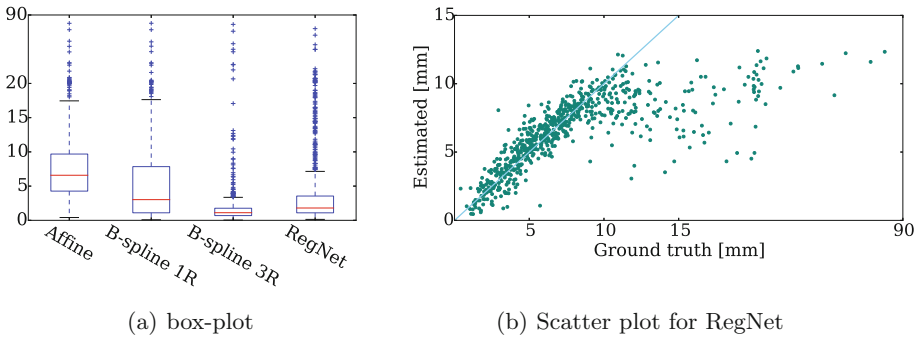 90
20
15
10
5
0
Affine
B-spline 1R
B-spline 3R
RegNet
(a) box-plot
15
10
5
0
Estimated [mm]
5 10 15 90
Ground truth [mm]
(b) Scatter plot for RegNet